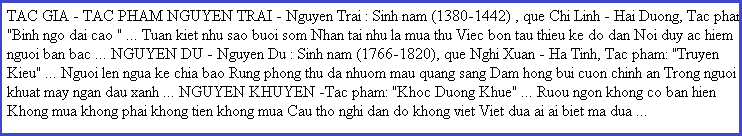 TAC GIA - TAC PHAM NGUYEN TRAI - Nguyen Trai : Sinh nam (1380-1442) , que Chi Linh - Hai Duong, Tac pham
"Binh ngo dai cao " ... Tuan kiet nhu sao buoi som Nhan tai nhu la mua thu Viec bon tau thieu ke do dan Noi duy ac hiem
nguoi ban bac ... NGUYEN DU - Nguyen Du : Sinh nam (1766-1820), que Nghi Xuan - Ha Tinh, Tac pham: "Truyen
Kieu" ... Nguoi len ngua ke chia bao Rung phong thu da nhuom mau quang sang Dam hong bui cuon chinh an Trong nguoi
khuat may ngan dau xanh ... NGUYEN KHUYEN -Tac pham: "Khoc Duong Khue" ... Ruou ngon khong co ban hien
Khong mua khong phai khong tien khong mua Cau tho nghi dan do khong viet Viet dua ai ai biet ma dua ...